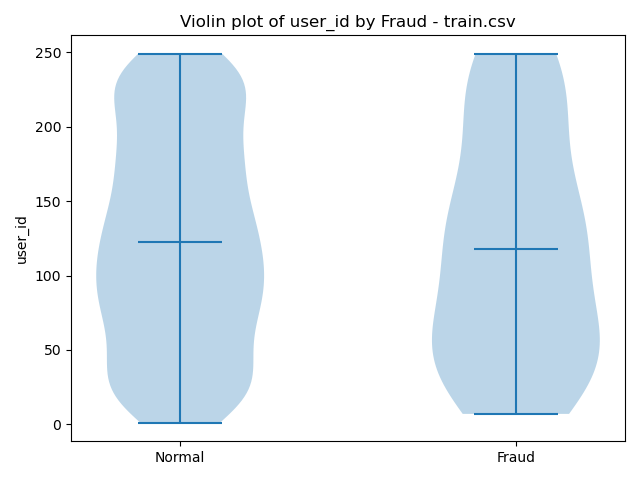 Violin plot of user_id by Fraud - train.csv
250
200
150
100
50
0
user_id
Normal
Fraud